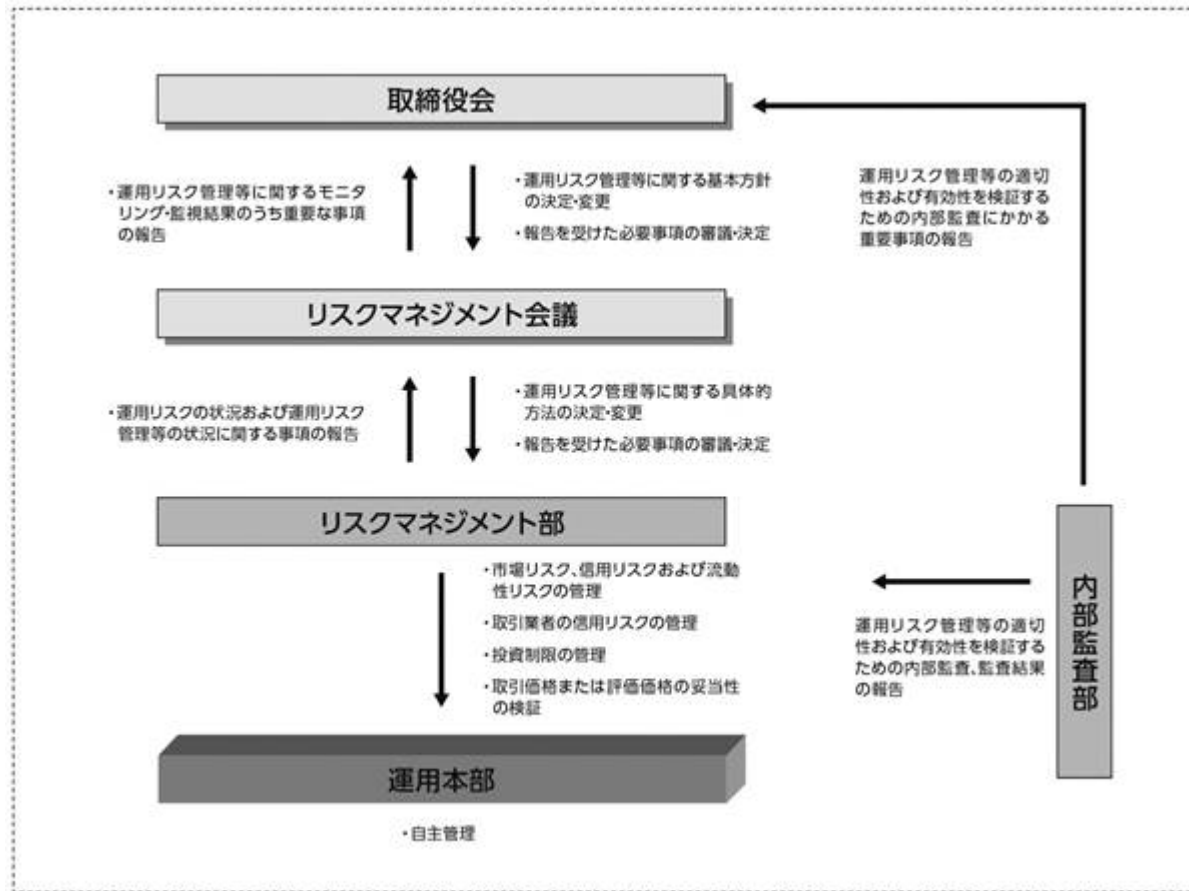 取締役会
・運用リスク管理等に関するモニタ
リング・監視結果のうち重要な事項
の報告
・運用リスク管理等に関する基本方針
の決定・変更
・報告を受けた必要事項の審議・決定
運用リスク管理等の適切
性および有効性を検証す
るための内部監査にかかる
重要事項の報告
リスクマネジメント会議
・運用リスクの状況および運用リスク
管理等の状況に関する事項の報告
・運用リスク管理等に関する具体的
方法の決定・変更
・報告を受けた必要事項の審議・決定
リスクマネジメント部
・市場リスク、信用リスクおよび流動
性リスクの管理
・取引業者の信用リスクの管理
・投資制限の管理
・取引価格または評価価格の妥当性
の検証
運用リスク管理等の適切
性および有効性を検証する
ための内部監査、監査結果
の報告
内部監査部
運用本部
・自主管理